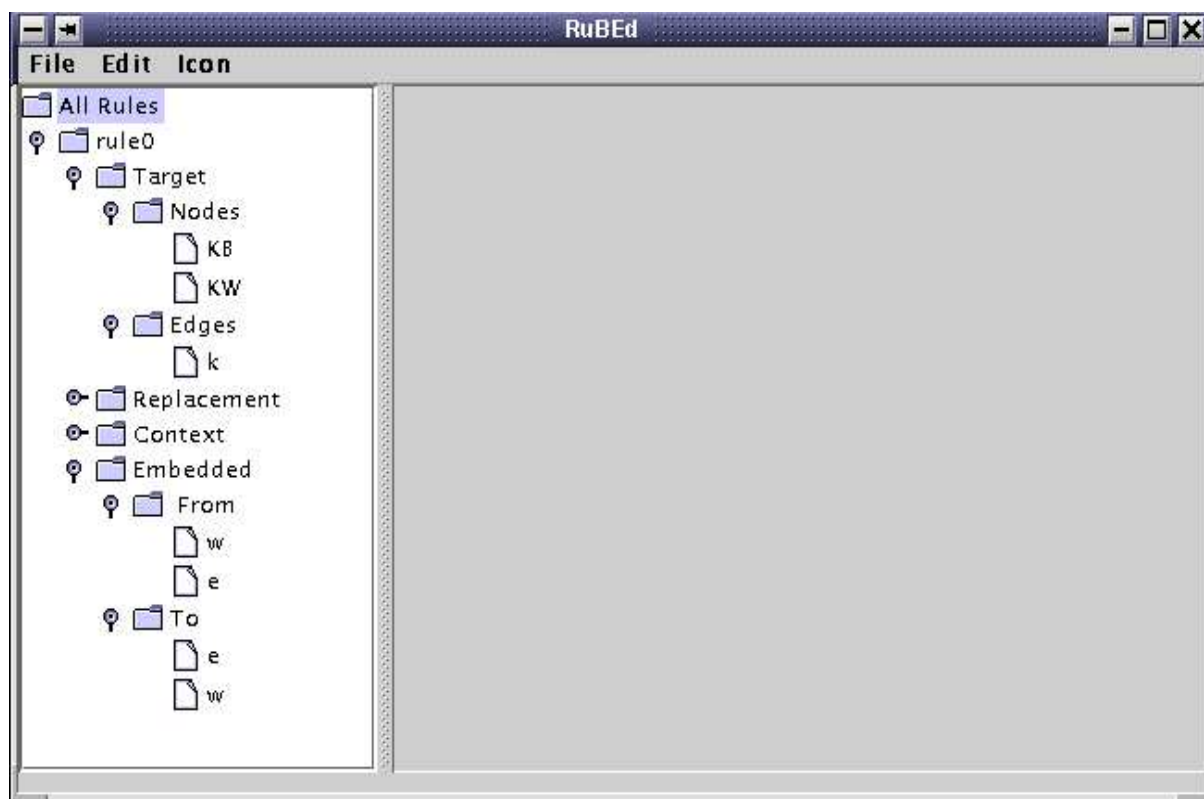 RuBEd
File Edit Icon
All Rules
rule0
Target
Nodes
KB
KW
Edges
k
Replacement
Context
Embedded
From
w
e
To
e
w